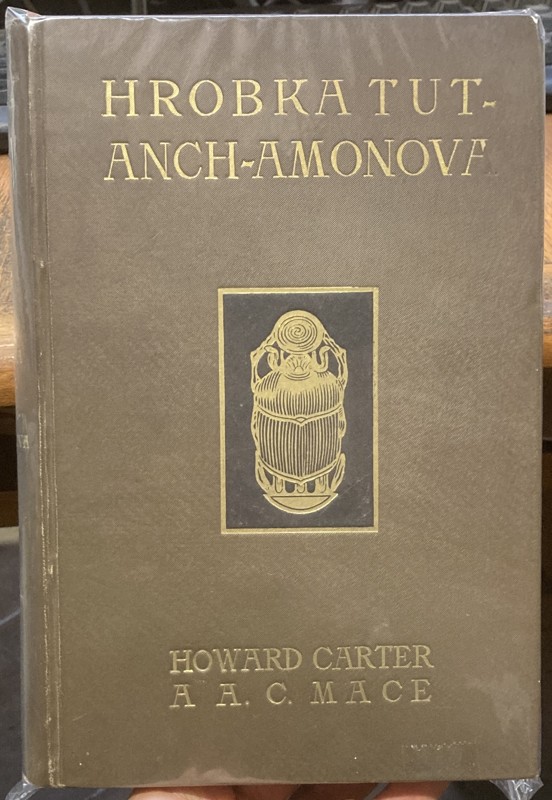 HROBKA TUT-
ANCH-AMONOVA
HOWARD CARTER
A A. C. MACE